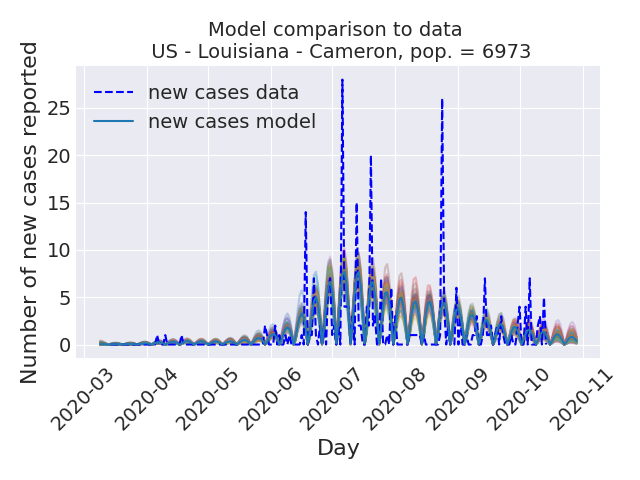 Model comparison to data
US - Louisiana - Cameron, pop. = 6973
Number of new cases reported
new cases data
new cases model
25
20
15
10
5
0
2020-03
2020-04
2020-05
2020-06
2020-07
2020-08
2020-09
2020-10
2020-11
Day